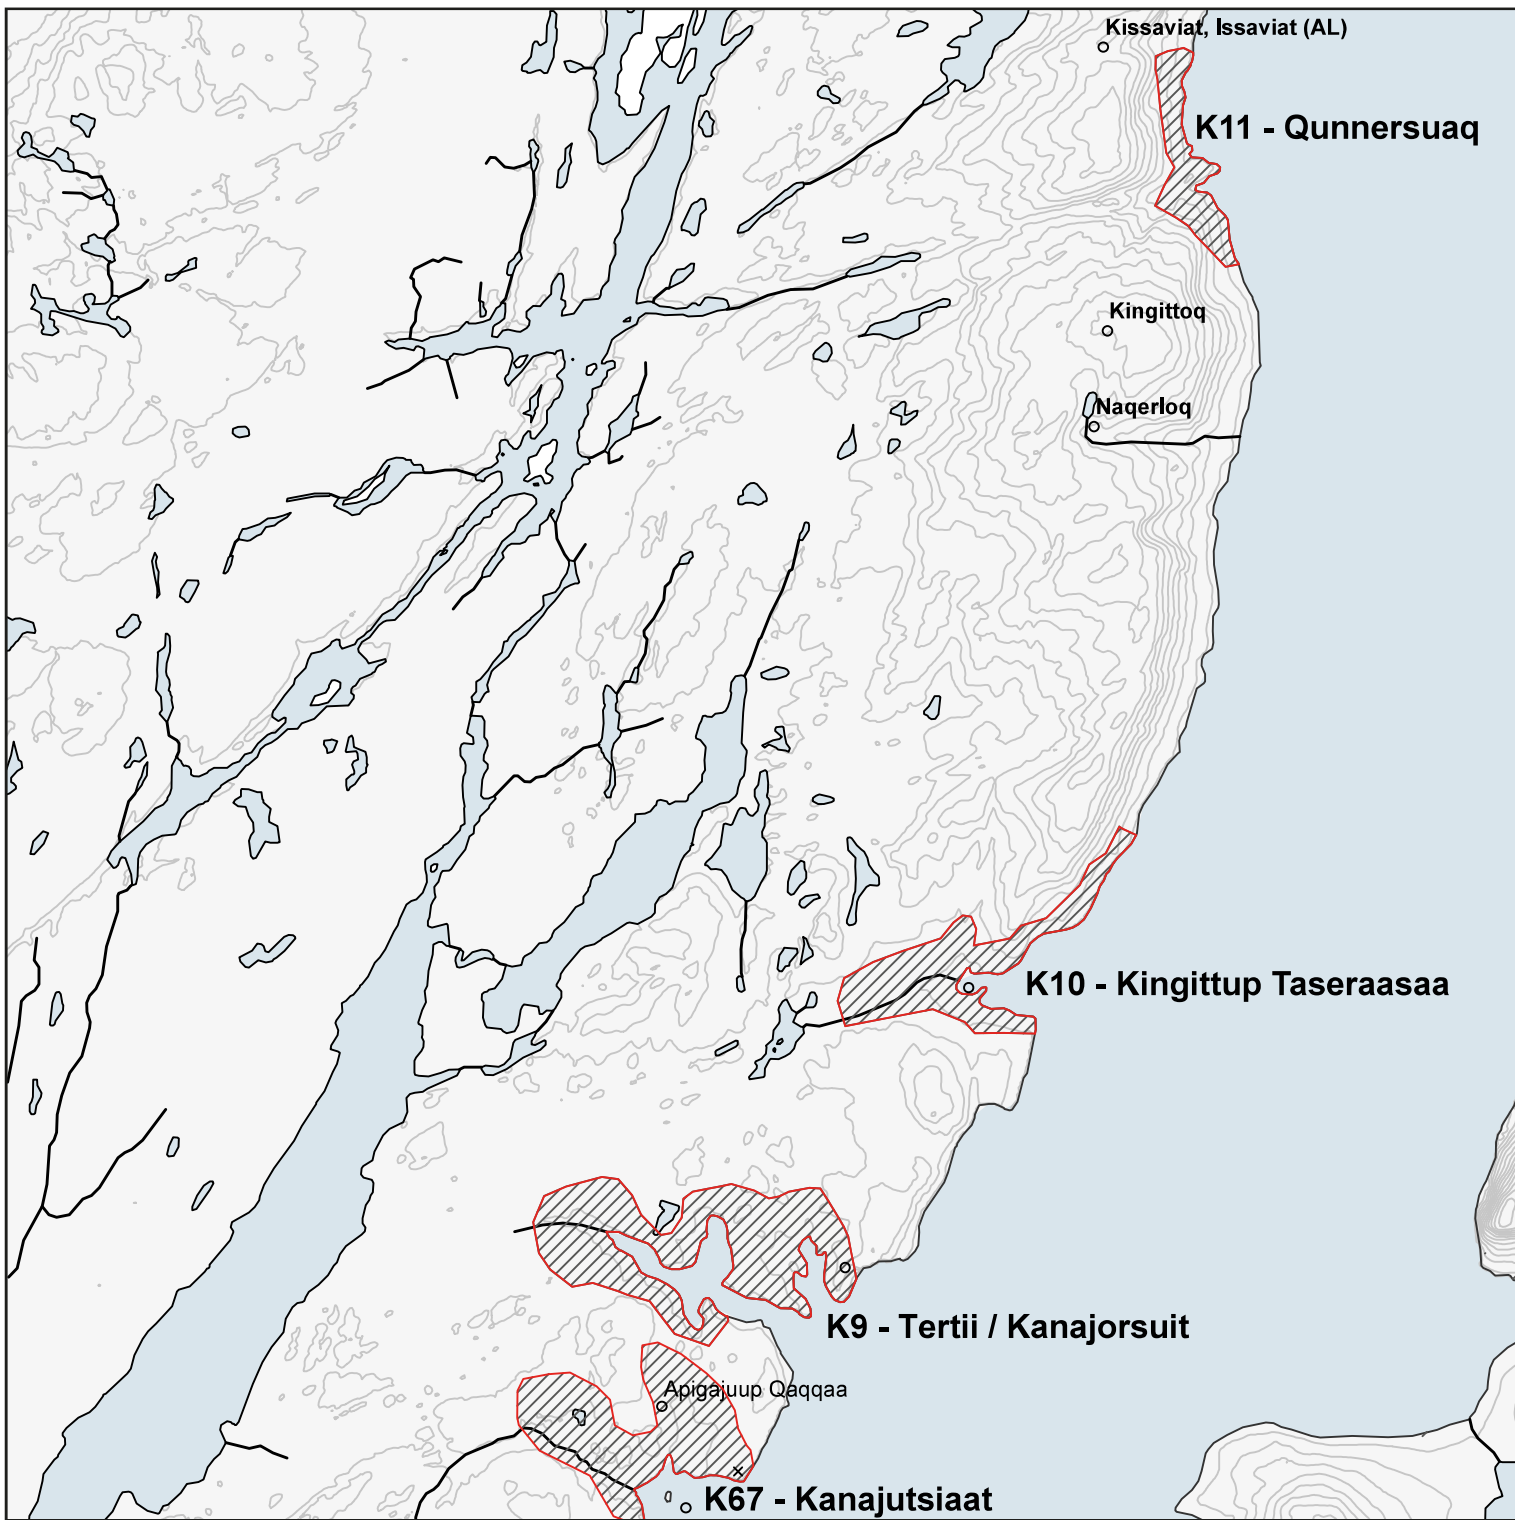 Kissaviat, Issaviat (AL)
K11 - Qunnersuaq
Kingittoq
Naqerloq
K10 - Kingittup Taseraasaa
K9 - Tertii / Kanajorsuit
Apigajuup Qaqqaa
K67 - Kanajutsiaat